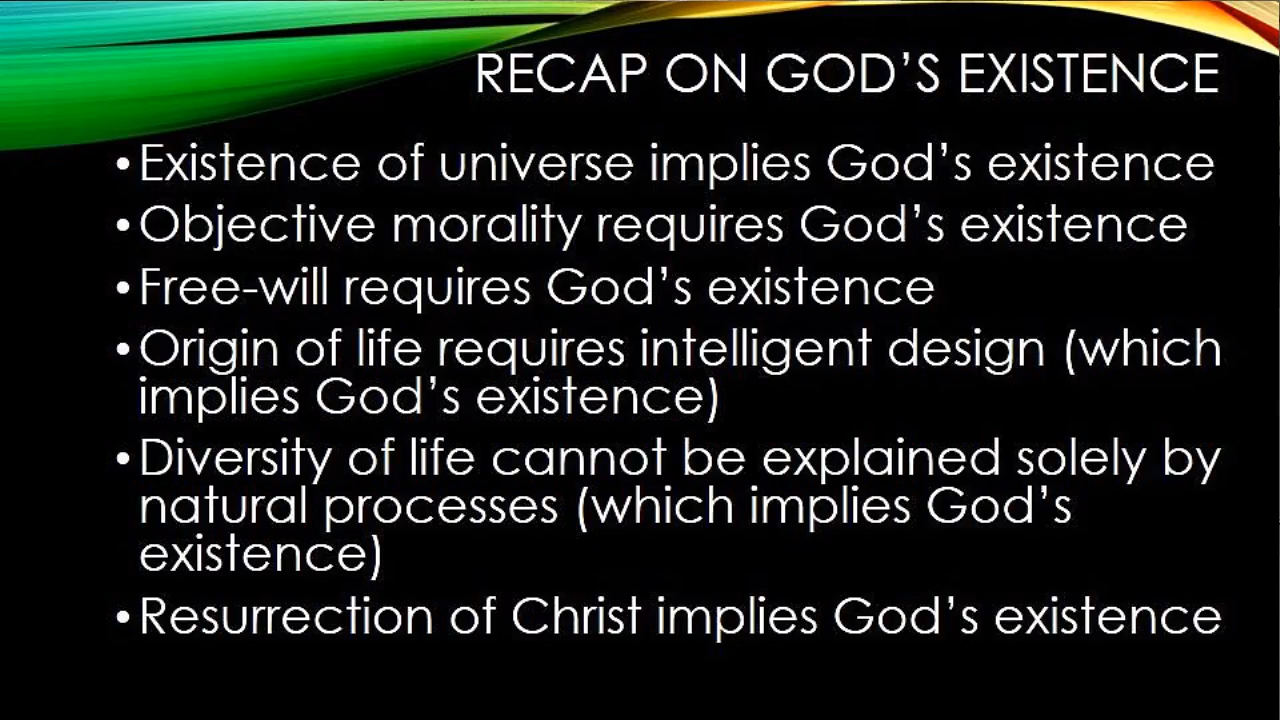 RECAP ON GOD’S EXISTENCE
•Existence of universe implies God’s existence
•Objective morality requires God’s existence
•Free-will requires God’s existence
•Origin of life requires intelligent design (which
implies God’s existence)
•Diversity of life cannot be explained solely by
natural processes (which implies God’s
existence)
•Resurrection of Christ implies God’s existence